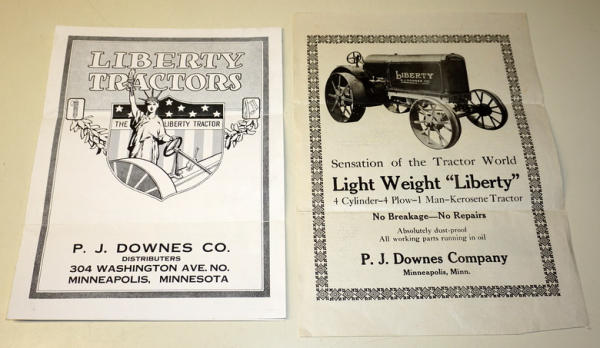 LIBERTY
TRACTORS
THE LIBERTY TRACTOR
P. J. DOWNES CO.
DISTRIBUTERS
304 WASHINGTON AVE. NO.
MINNEAPOLIS, MINNESOTA
LIBERTY
Sensation of the Tractor World
Light Weight "Liberty"
4 Cylinder—4 Plow—1 Man—Kerosene Tractor
No Breakage—No Repairs
Absolutely dust-proof
All working parts running in oil
P. J. Downes Company
Minneapolis, Minn.